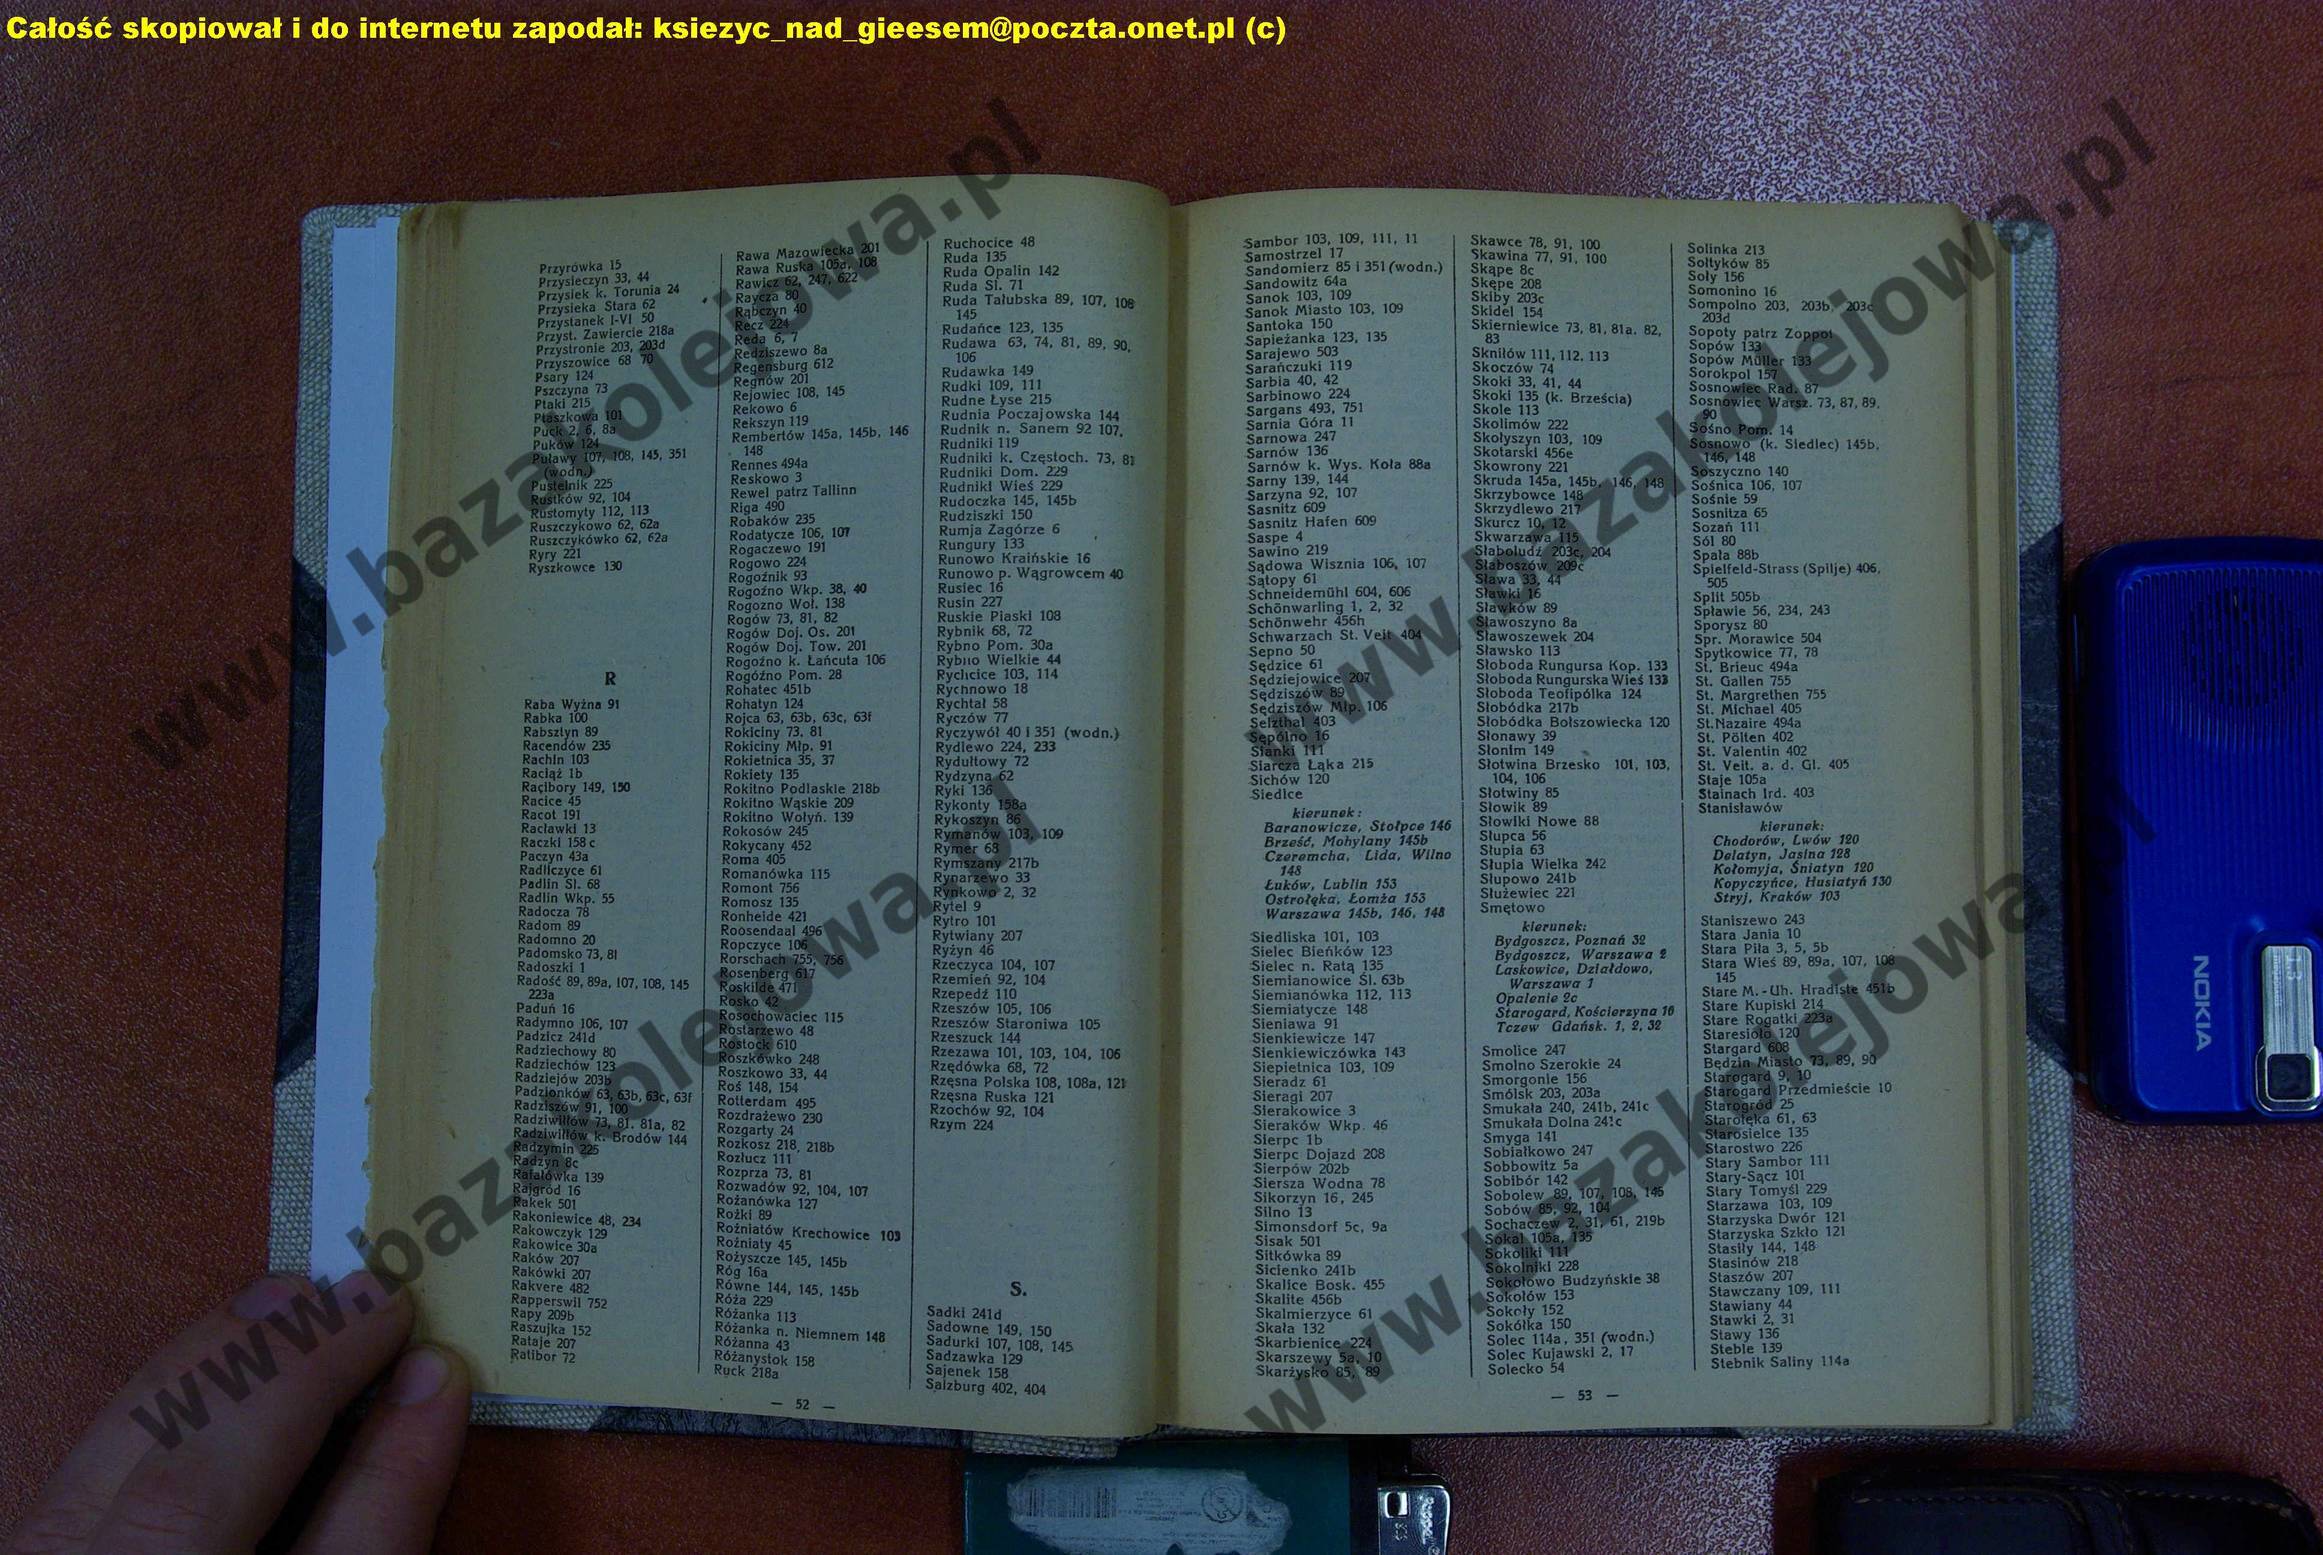 Całość skopiował i do internetu zapodał: ksiezyc_nad_gieesem@poczta.onet.pl (c)
Przyrówka 15
Przysieczyn 33, 44
Przysiek k. Torunia 24
Przysieka Stara 62
Przystanek I-VI 50
Przyst. Zawiercie 218a
Przystronie 203, 203d
Przyszowice 68 70
Psary 124
Pszczyna 73
Ptaki 215
Ptaszkowa 101
Puck 2, 6, 8a
Puków 124
Puławy 107, 108, 145, 351
(wodn.)
Pustelnik 225
Rustków 92, 104
Rustomyty 112, 113
Ruszczykowo 62, 62a
Ruszczykówko 62, 62a
Ryry 221
Ryszkowce 130
R
Raba Wyżna 91
Rabka 100
Rabsztyn 89
Racendów 235
Rachin 103
Raciąż 1b
Racibory 149, 150
Racice 45
Racot 191
Racławki 13
Raczki 158c
Paczyn 43a
Radliczyce 61
Padlin Sl. 68
Radlin Wkp. 55
Radocza 78
Radom 89
Radomno 20
Padomsko 73, 81
Radoszki 1
Radość 89, 89a, 107, 108, 145
223a
Paduń 16
Radymno 106, 107
Padzicz 241d
Radziechowy 80
Radziechów 123
Radziejów 203b
Padzionków 63, 63b, 63c, 63f
Radziszów 91, 100
Radziwiłłów 73, 81, 81a, 82
Radziwiłłów k. Brodów 144
Radzymin 225
Radzyn 8c
Rafałówka 139
Rajgród 16
Rakek 501
Rakoniewice 48, 234
Rakowczyk 129
Rakowice 30a
Raków 207
Rakówki 207
Rakvere 482
Rapperswil 752
Rapy 209b
Raszujka 152
Rataje 207
Ratibor 72
Rawa Mazowiecka 201
Rawa Ruska 105a, 108
Rawicz 62, 247, 622
Raycza 80
Rąbczyn 40
Recz 224
Reda 6, 7
Redziszewo 8a
Regensburg 612
Regnów 201
Rejowiec 108, 145
Rekowo 6
Rekszyn 119
Rembertów 145a, 145b, 146
148
Rennes 494a
Reskowo 3
Rewel patrz Tallinn
Riga 490
Robaków 235
Rodatycze 106, 107
Rogaczewo 191
Rogowo 224
Rogoźnik 93
Rogoźno Wkp. 38, 40
Rogozno Woł. 138
Rogów 73, 81, 82
Rogów Doj. Os. 201
Rogów Doj. Tow. 201
Rogoźno k. Łańcuta 106
Rogóźno Pom. 28
Rohatec 451b
Rohatyn 124
Rojca 63, 63b, 63c, 63f
Rokiciny 73, 81
Rokiciny Młp. 91
Rokietnica 35, 37
Rokiety 135
Rokitno Podlaskie 218b
Rokitno Wąskie 209
Rokitno Wołyń. 139
Rokosów 245
Rokycany 452
Roma 405
Romanówka 115
Romont 756
Romosz 135
Ronheide 421
Roosendaal 496
Ropczyce 106
Rorschach 755, 756
Rosenberg 617
Roskilde 471
Rosko 42
Rosochowaciec 115
Rostarzewo 48
Rostock 610
Roszkówko 248
Roszkowo 33, 44
Roś 148, 154
Rotterdam 495
Rozdrażewo 230
Rozgarty 24
Rozkosz 218, 218b
Rozłucz 111
Rozprza 73, 81
Rozwadów 92, 104, 107
Rożanówka 127
Rożki 89
Rożniatów Krechowice 103
Rożniaty 45
Rożyszcze 145, 145b
Róg 16a
Równe 144, 145, 145b
Róża 229
Różanka 113
Różanka n. Niemnem 148
Różanna 43
Różanystok 158
Ruck 218a
— 52 —
Ruchocice 48
Ruda 135
Ruda Opalin 142
Ruda Sl. 71
Ruda Tałubska 89, 107, 108
145
Rudańce 123, 135
Rudawa 63, 74, 81, 89, 90,
106
Rudawka 149
Rudki 109, 111
Rudne Łyse 215
Rudnia Poczajowska 144
Rudnik n. Sanem 92 107,
Rudniki 119
Rudniki k. Częstoch. 73, 81
Rudniki Dom. 229
Rudniki Wieś 229
Rudoczka 145, 145b
Rudziszki 150
Rumja Zagórze 6
Rungury 133
Runowo Kraińskie 16
Runowo p. Wągrowcem 40
Rusiec 16
Rusin 227
Ruskie Piaski 108
Rybnik 68, 72
Rybno Pom. 30a
Rybno Wielkie 44
Rychcice 103, 114
Rychnowo 18
Rychtal 58
Ryczów 77
Ryczywół 40 i 351 (wodn.)
Rydlewo 224, 233
Rydułtowy 72
Rydzyna 62
Ryki 136
Rykonty 158a
Rykoszyn 86
Rymanów 103, 109
Rymer 68
Rymszany 217b
Rynarzewo 33
Rynkowo 2, 32
Rytel 9
Rytro 101
Rytwiany 207
Ryżyn 46
Rzeczyca 104, 107
Rzemień 92, 104
Rzepedź 110
Rzeszów 105, 106
Rzeszów Staroniwa 105
Rzeszuck 144
Rzezawa 101, 103, 104, 106
Rzędówka 68, 72
Rzęsna Polska 108, 108a, 121
Rzęsna Ruska 121
Rzochów 92, 104
Rzym 224
S.
Sadki 241d
Sadowne 149, 150
Sadurki 107, 108, 145
Sadzawka 129
Sajenek 158
Salzburg 402, 404
Sambor 103, 109, 111, 11
Samostrzel 17
Sandomierz 85 i 351 (wodn.)
Sandowitz 64a
Sanok 103, 109
Sanok Miasto 103, 109
Santoka 150
Sapieżanka 123, 135
Sarajewo 503
Sarańczuki 119
Sarbia 40, 42
Sarbinowo 224
Sargans 493, 751
Sarnia Góra 11
Sarnowa 247
Sarnów 136
Sarnów k. Wys. Koła 88a
Sarny 139, 144
Sarzyna 92, 107
Sasnitz 609
Sasnitz Hafen 609
Saspe 4
Sawino 219
Sądowa Wisznia 106, 107
Sątopy 61
Schneidemühl 604, 606
Schönwarling 1, 2, 32
Schönwehr 456h
Schwarzach St. Veit 404
Sepno 50
Sędzice 61
Sędziejowice 207
Sędziszów 89
Sędziszów Młp. 106
Selzthal 403
Sępólno 16
Sianki 111
Siarcza Łąka 215
Sichów 120
Siedlce
kierunek:
Baranowicze, Stołpce 146
Brześć, Mohylany 145b
Czeremcha, Lida, Wilno
148
Łuków, Lublin 153
Ostrołęka, Łomża 153
Warszawa 145b, 146, 148
Siedliska 101, 103
Sielec Bieńków 123
Sielec n. Ratą 135
Siemianowice Śl. 63b
Siemianówka 112, 113
Siemiatycze 148
Sieniawa 91
Sienkiewicze 147
Sienkiewiczówka 143
Siepietnica 103, 109
Sieradz 61
Sieragi 207
Sierakowice 3
Sieraków Wkp. 46
Sierpc 1b
Sierpc Dojazd 208
Sierpów 202b
Siersza Wodna 78
Sikorzyn 16, 245
Silno 13
Simonsdorf 5c, 9a
Sisak 501
Sitkówka 89
Sicienko 241b
Skalice Bosk. 455
Skalite 456b
Skalmierzyce 61
Skała 132
Skarbienice 224
Skarszewy 5a, 10
Skarżysko 85, 89
Skawce 78, 91, 100
Skawina 77, 91, 100
Skąpe 8c
Skępe 208
Skiby 203c
Skidel 154
Skierniewice 73, 81, 81a, 82,
83
Skniłów 111, 112, 113
Skoczów 74
Skoki 33, 41, 44
Skoki 135 (k. Brześcia)
Skole 113
Skolimów 222
Skołyszyn 103, 109
Skotarski 456e
Skowrony 221
Skruda 145a, 145b, 146, 148
Skrzybowce 148
Skrzydlewo 217
Skurcz 10, 12
Skwarzawa 115
Słaboludź 203c, 204
Słaboszów 209c
Sława 33, 44
Sławki 16
Sławków 89
Sławoszyno 8a
Sławoszewek 204
Sławsko 113
Słoboda Rungursa Kop. 133
Słoboda Rungurska Wieś 133
Słoboda Teofipólka 124
Słobódka 217b
Słobódka Bołszowiecka 120
Słonawy 39
Słonim 149
Słotwina Brzesko 101, 103,
104, 106
Słotwiny 85
Słowik 89
Słowiki Nowe 88
Słupca 56
Słupia 63
Słupia Wielka 242
Słupowo 241b
Służewiec 221
Smętowo
kierunek:
Bydgoszcz, Poznań 32
Bydgoszcz, Warszawa 2
Laskowice, Działdowo,
Warszawa 1
Opalenie 2c
Starogard, Kościerzyna 16
Tczew Gdańsk. 1, 2, 32
Smolice 247
Smolno Szerokie 24
Smorgonie 156
Smólsk 203, 203a
Smukała 240, 241b, 241c
Smukała Dolna 241c
Smyga 141
Sobiałkowo 247
Sobbowitz 5a
Sobibór 142
Sobolew 89, 107, 108, 145
Sobów 85, 92, 104
Sochaczew 2, 31, 61, 219b
Sokal 105a, 135
Sokoliki 111
Sokolniki 228
Sokołowo Budzyńskie 38
Sokołów 153
Sokoły 152
Sokółka 150
Solec 114a, 351 (wodn.)
Solec Kujawski 2, 17
Solecko 54
— 53 —
Solinka 213
Sołtyków 85
Soły 156
Somonino 16
Sompolno 203, 203b, 203c
203d
Sopoty patrz Zoppot
Sopów 133
Sopów Müller 133
Sorokpol 157
Sosnowiec Rad. 87
Sosnowiec Warsz. 73, 87, 89,
90
Sośno Pom. 14
Sosnowo (k. Siedlec) 145b,
146, 148
Soszyczno 140
Sośnica 106, 107
Sośnie 59
Sosnitza 65
Sozań 111
Sól 80
Spała 88b
Spielfeld-Strass (Spilje) 406,
505
Split 505b
Spławie 56, 234, 243
Sporysz 80
Spr. Morawice 504
Spytkowice 77, 78
St. Brieuc 494a
St. Gallen 755
St. Margrethen 755
St. Michael 405
St. Nazaire 494a
St. Pölten 402
St. Valentin 402
St. Veit. a. d. Gl. 405
Staje 105a
Stainach Ird. 403
Stanisławów
kierunek:
Chodorów, Lwów 120
Delatyn, Jasina 128
Kołomyja, Śniatyn 120
Kopyczyńce, Husiatyń 130
Stryj, Kraków 103
Staniszewo 243
Stara Jania 10
Stara Piła 3, 5, 5b
Stara Wieś 89, 89a, 107, 108
145
Stare M.-Uh. Hradiste 451b
Stare Kupiski 214
Stare Rogatki 223a
Staresioło 120
Stargard 608
Będzin Miasto 73, 89, 90
Starogard 9, 10
Starogard Przedmieście 10
Starogród 25
Starołęka 61, 63
Starosielce 135
Starostwo 226
Stary Sambor 111
Stary-Sącz 101
Stary Tomyśl 229
Starzawa 103, 109
Starzyska Dwór 121
Starzyska Szkło 121
Stasiły 144, 148
Stasinów 218
Staszów 207
Stawczany 109, 111
Stawiany 44
Stawki 2, 31
Stawy 136
Steble 139
Stebnik Saliny 114a
www.bazakolejowa.pl
www.bazakolejowa.pl
www.bazakolejowa.pl
www.bazakolejowa.pl
NOKIA